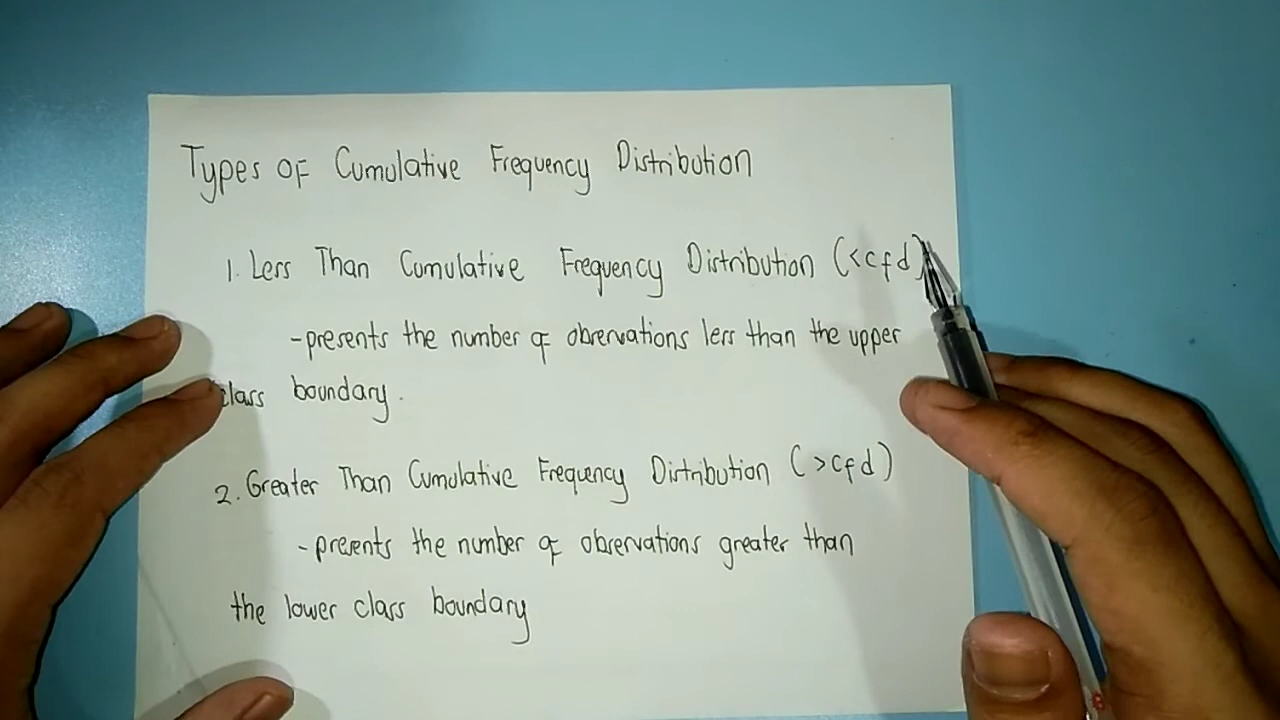 Types of Cumulative Frequency Distribution
1. Less Than Cumulative Frequency Distribution (<cfd)
-presents the number of observations less than the upper
class boundary.
2. Greater Than Cumulative Frequency Distribution (>cfd)
-presents the number of observations greater than
the lower class boundary